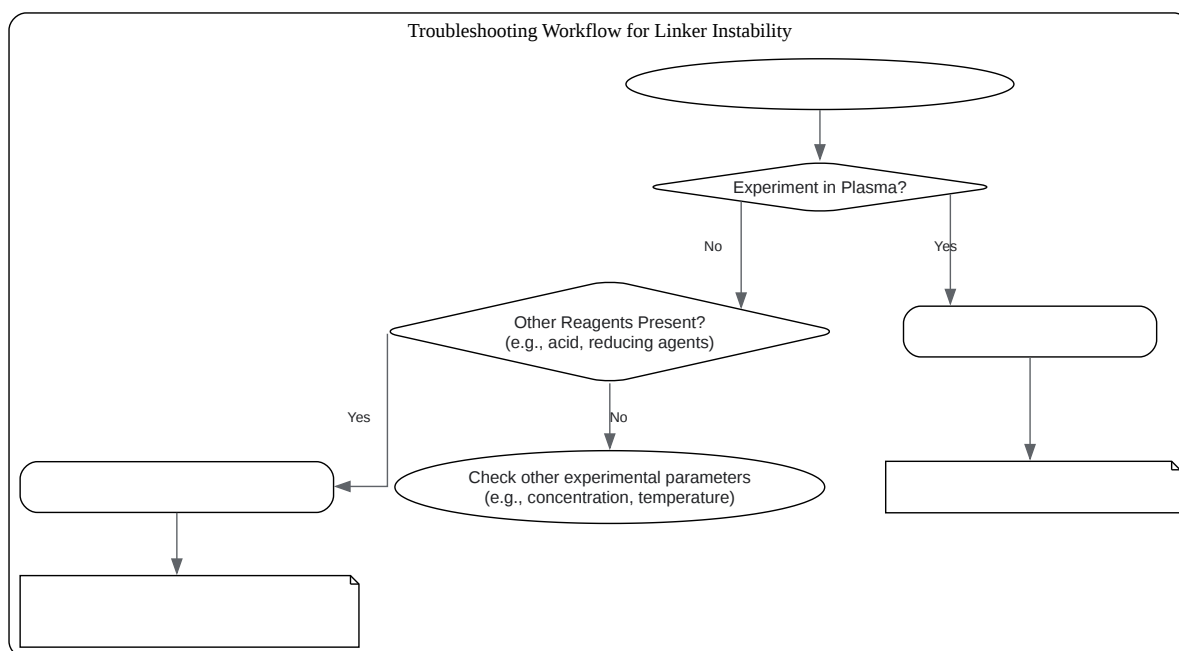 Troubleshooting Workflow for Linker Instability
Experiment in Plasma?
No
Yes
Other Reagents Present?
(e.g., acid, reducing agents)
Yes
No
Check other experimental parameters
(e.g., concentration, temperature)